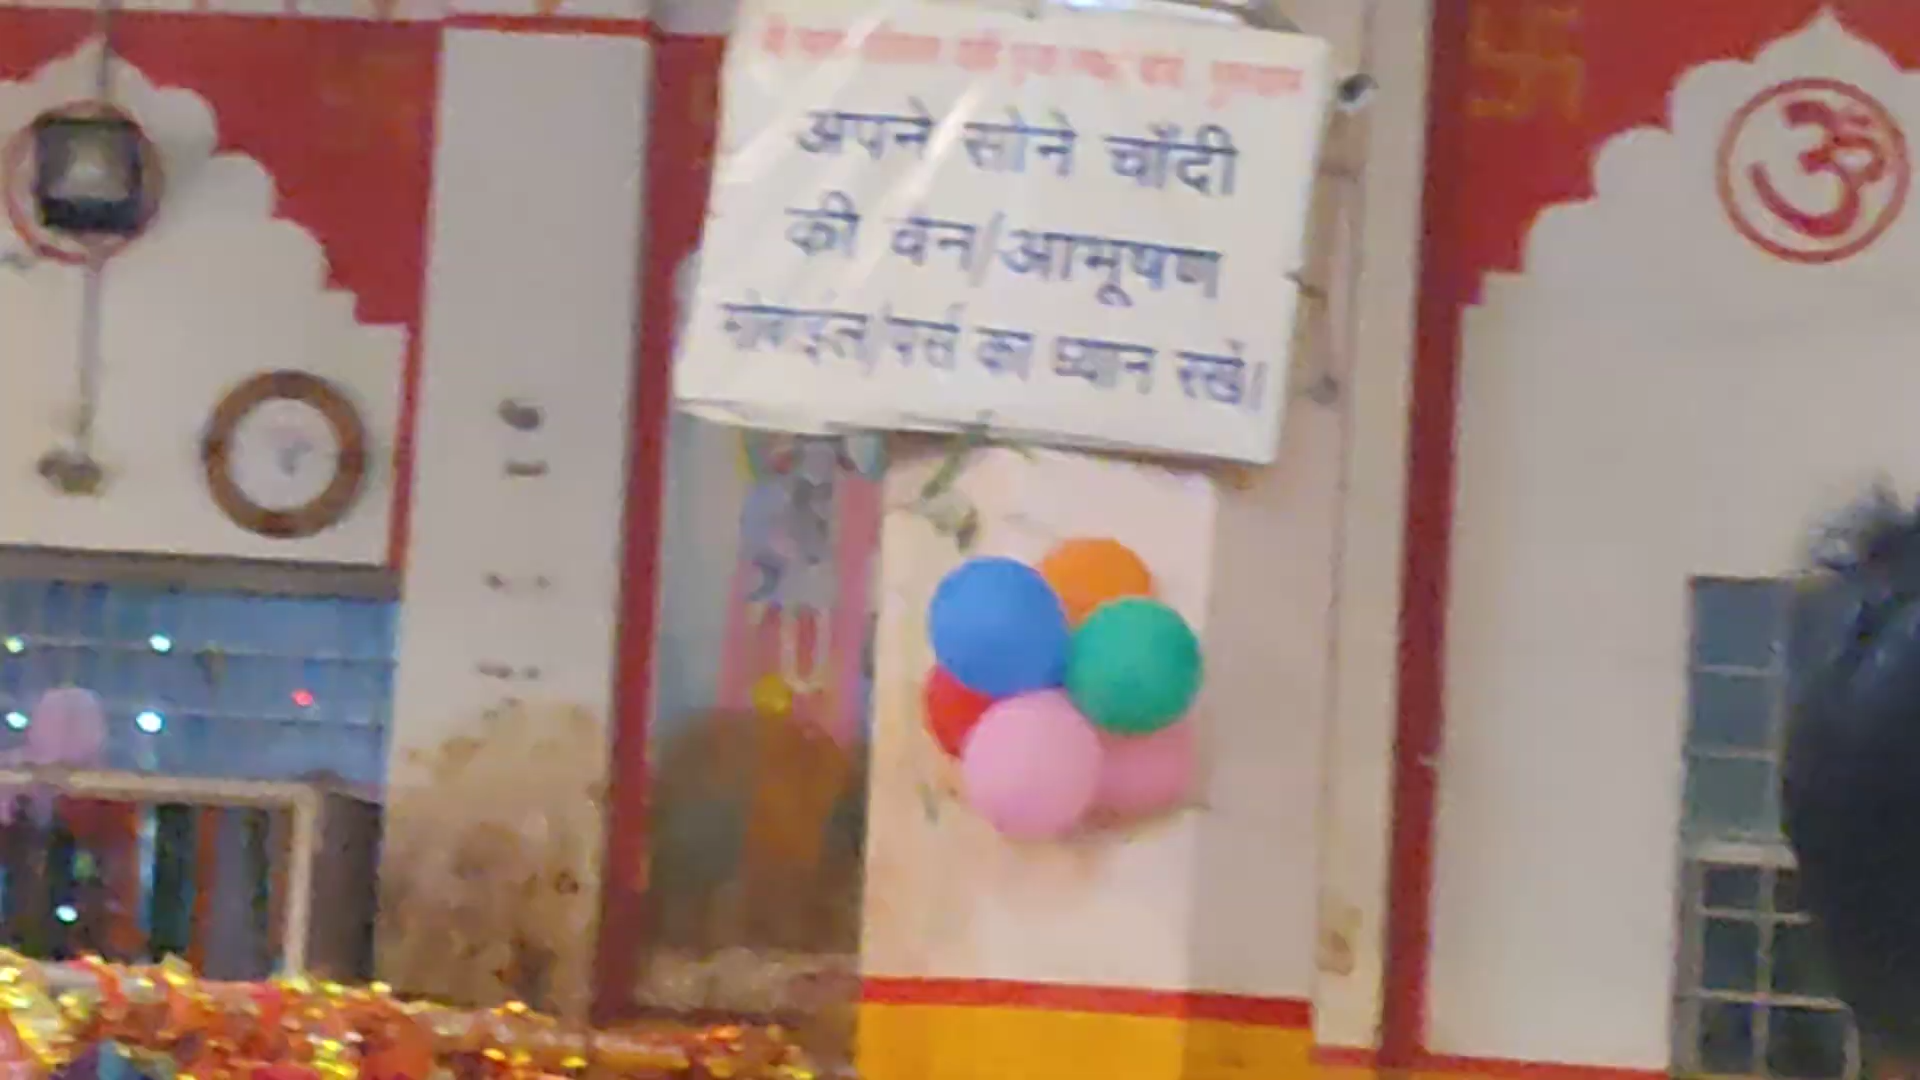 अपने सोने चाँदी
की चेन/आभूषण
मोबाईल/पर्स का ध्यान रखें।
ॐ